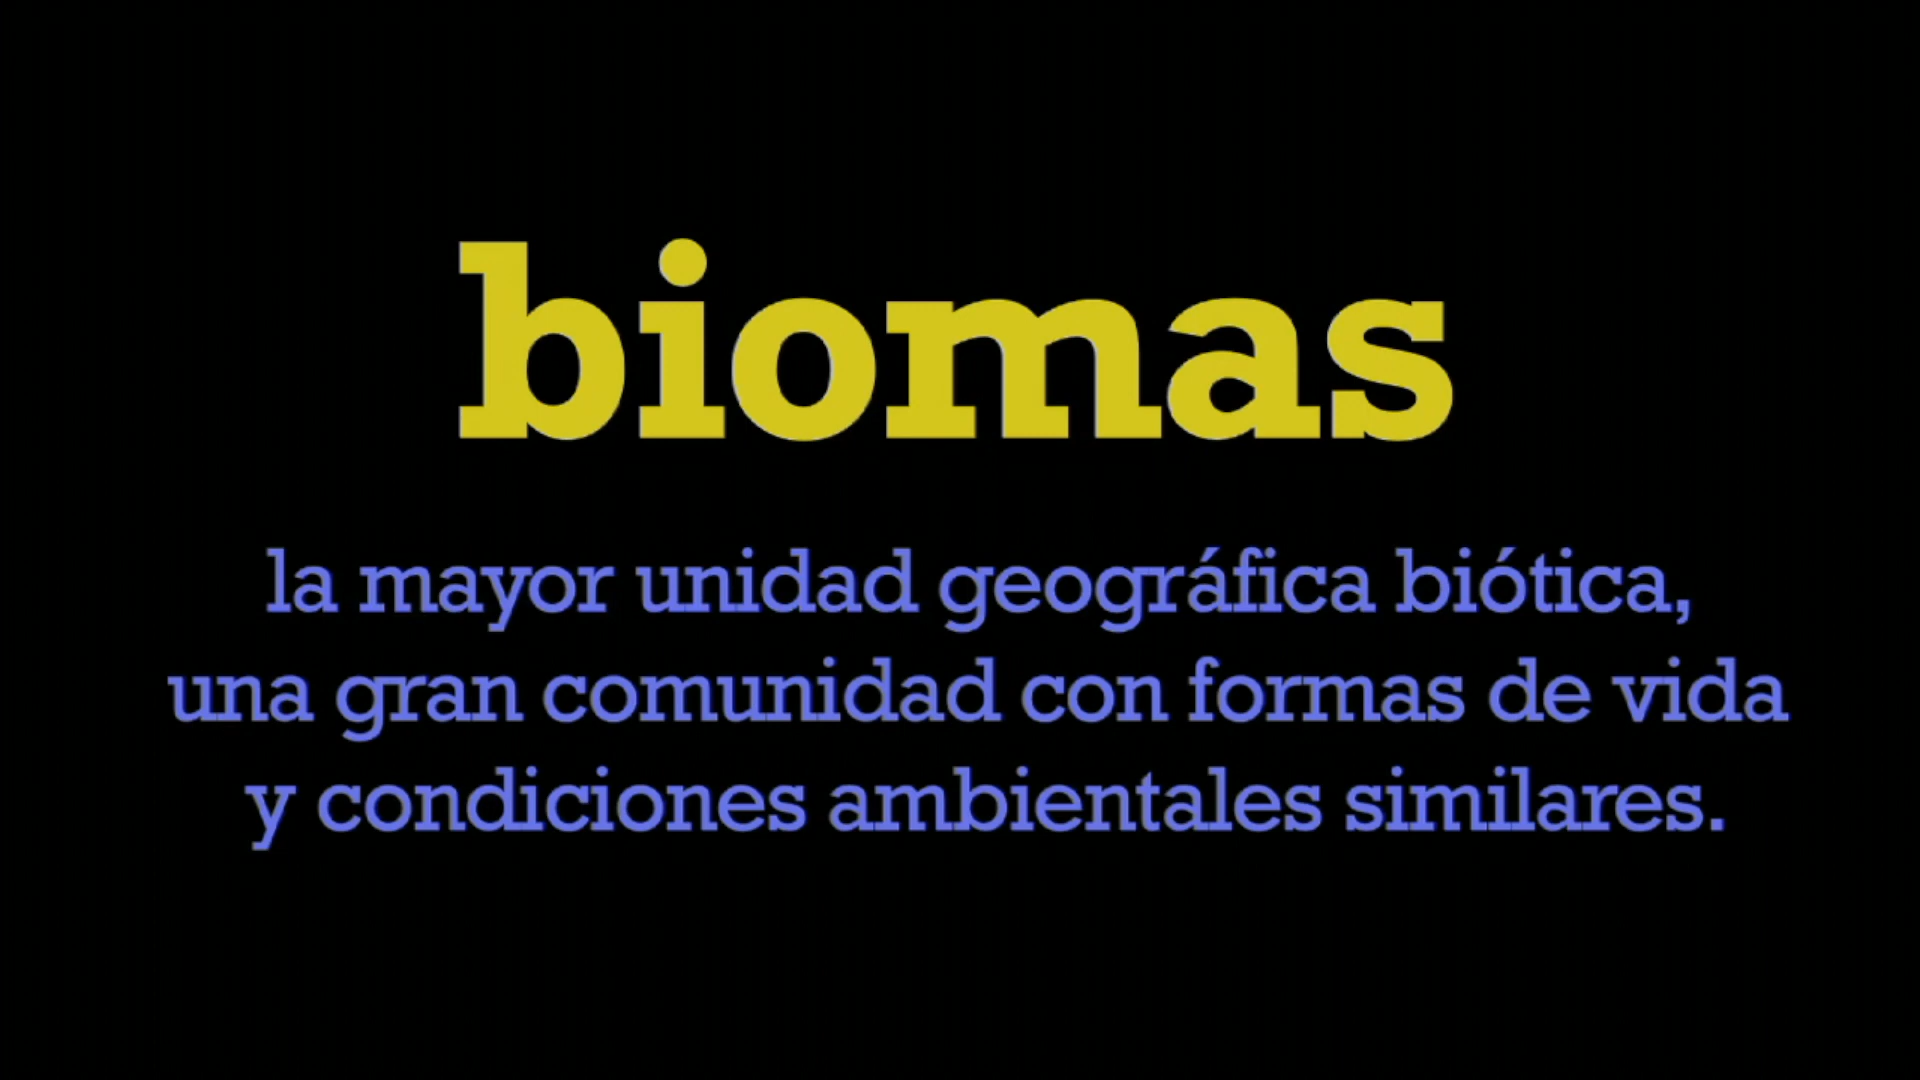 biomas
la mayor unidad geográfica biótica,
una gran comunidad con formas de vida
y condiciones ambientales similares.